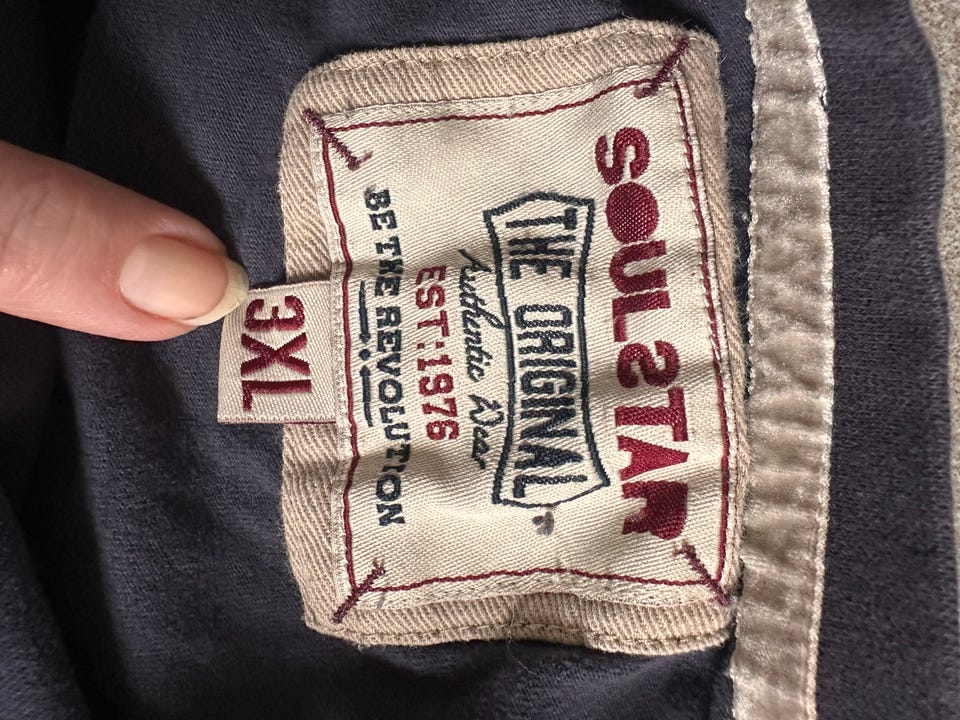 SOULSTAR
THE ORIGINAL
Authentic Wear
EST:1976
BE THE REVOLUTION
3XL